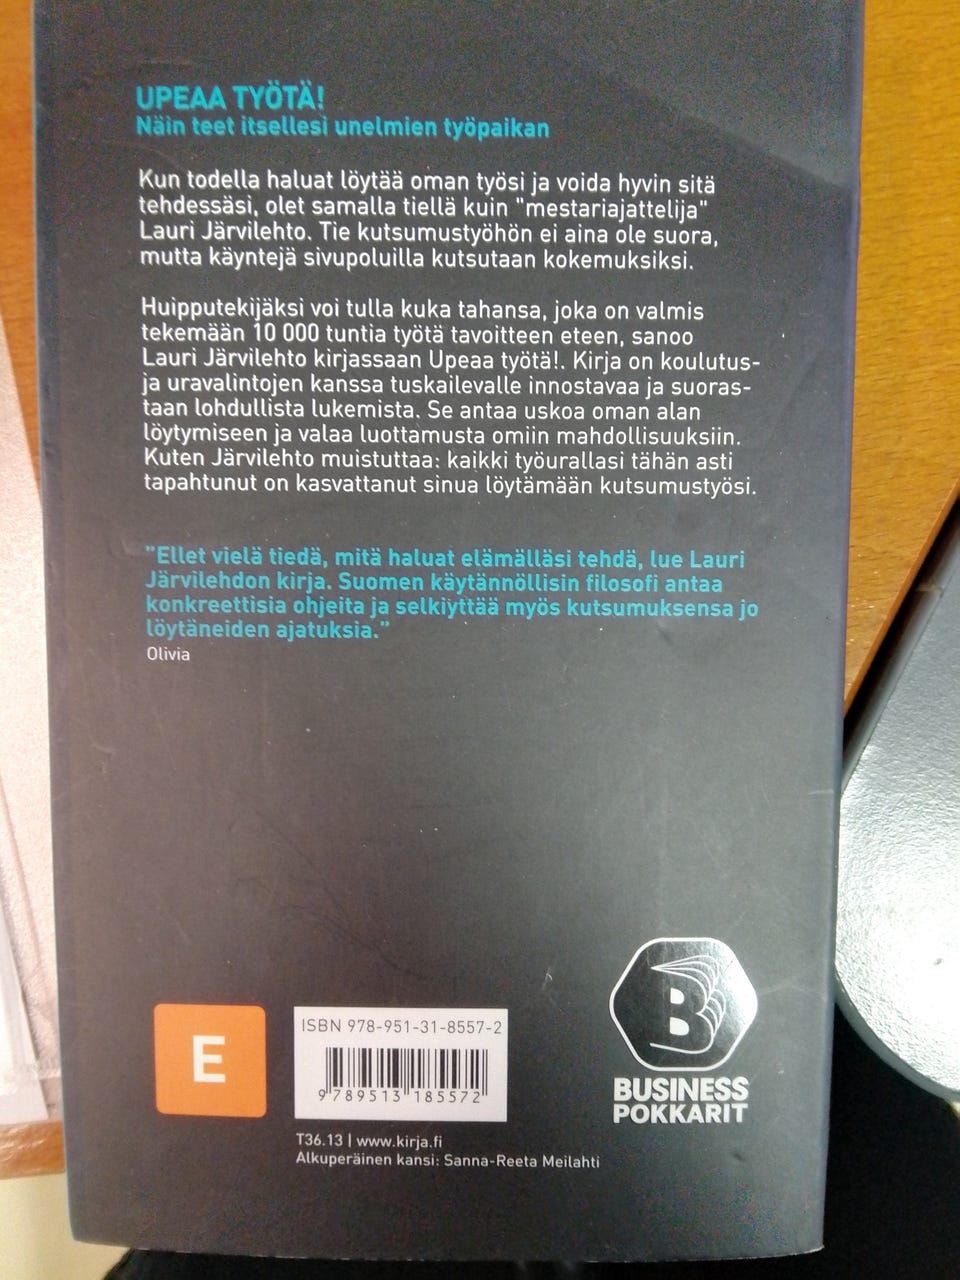 UPEAA TYÖTÄ!
Näin teet itsellesi unelmien työpaikan
Kun todella haluat löytää oman työsi ja voida hyvin sitä
tehdessäsi, olet samalla tiellä kuin "mestariajattelija"
Lauri Järvilehto. Tie kutsumustyöhön ei aina ole suora,
mutta käyntejä sivupoluilla kutsutaan kokemuksiksi.
Huipputekijäksi voi tulla kuka tahansa, joka on valmis
tekemään 10 000 tuntia työtä tavoitteen eteen, sanoo
Lauri Järvilehto kirjassaan Upeaa työtä!. Kirja on koulutus-
ja uravalintojen kanssa tuskailevalle innostavaa ja suoras-
taan lohdullista lukemista. Se antaa uskoa oman alan
löytymiseen ja valaa luottamusta omiin mahdollisuuksiin.
Kuten Järvilehto muistuttaa: kaikki työurallasi tähän asti
tapahtunut on kasvattanut sinua löytämään kutsumustyösi.
"Ellet vielä tiedä, mitä haluat elämälläsi tehdä, lue Lauri
Järvilehdon kirja. Suomen käytännöllisin filosofi antaa
konkreettisia ohjeita ja selkiyttää myös kutsumuksensa jo
löytäneiden ajatuksia."
Olivia
E
ISBN 978-951-31-8557-2
9 789513 185572
T36.13 | www.kirja.fi
Alkuperäinen kansi: Sanna-Reeta Meilahti
B
BUSINESS
POKKARIT